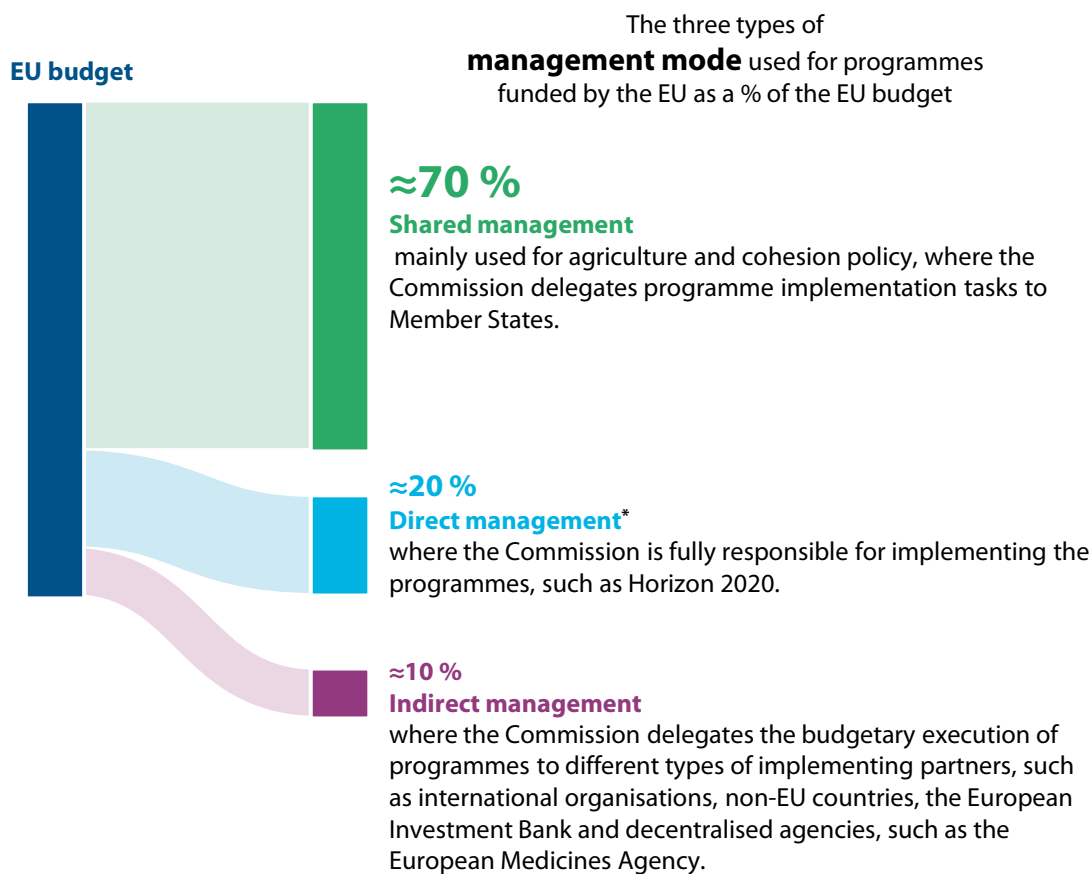 The three types of
management mode used for programmes
funded by the EU as a % of the EU budget
EU budget
≈70 %
Shared management
mainly used for agriculture and cohesion policy, where the
Commission delegates programme implementation tasks to
Member States.
≈20 %
Direct management*
where the Commission is fully responsible for implementing the
programmes, such as Horizon 2020.
≈10 %
Indirect management
where the Commission delegates the budgetary execution of
programmes to different types of implementing partners, such
as international organisations, non-EU countries, the European
Investment Bank and decentralised agencies, such as the
European Medicines Agency.